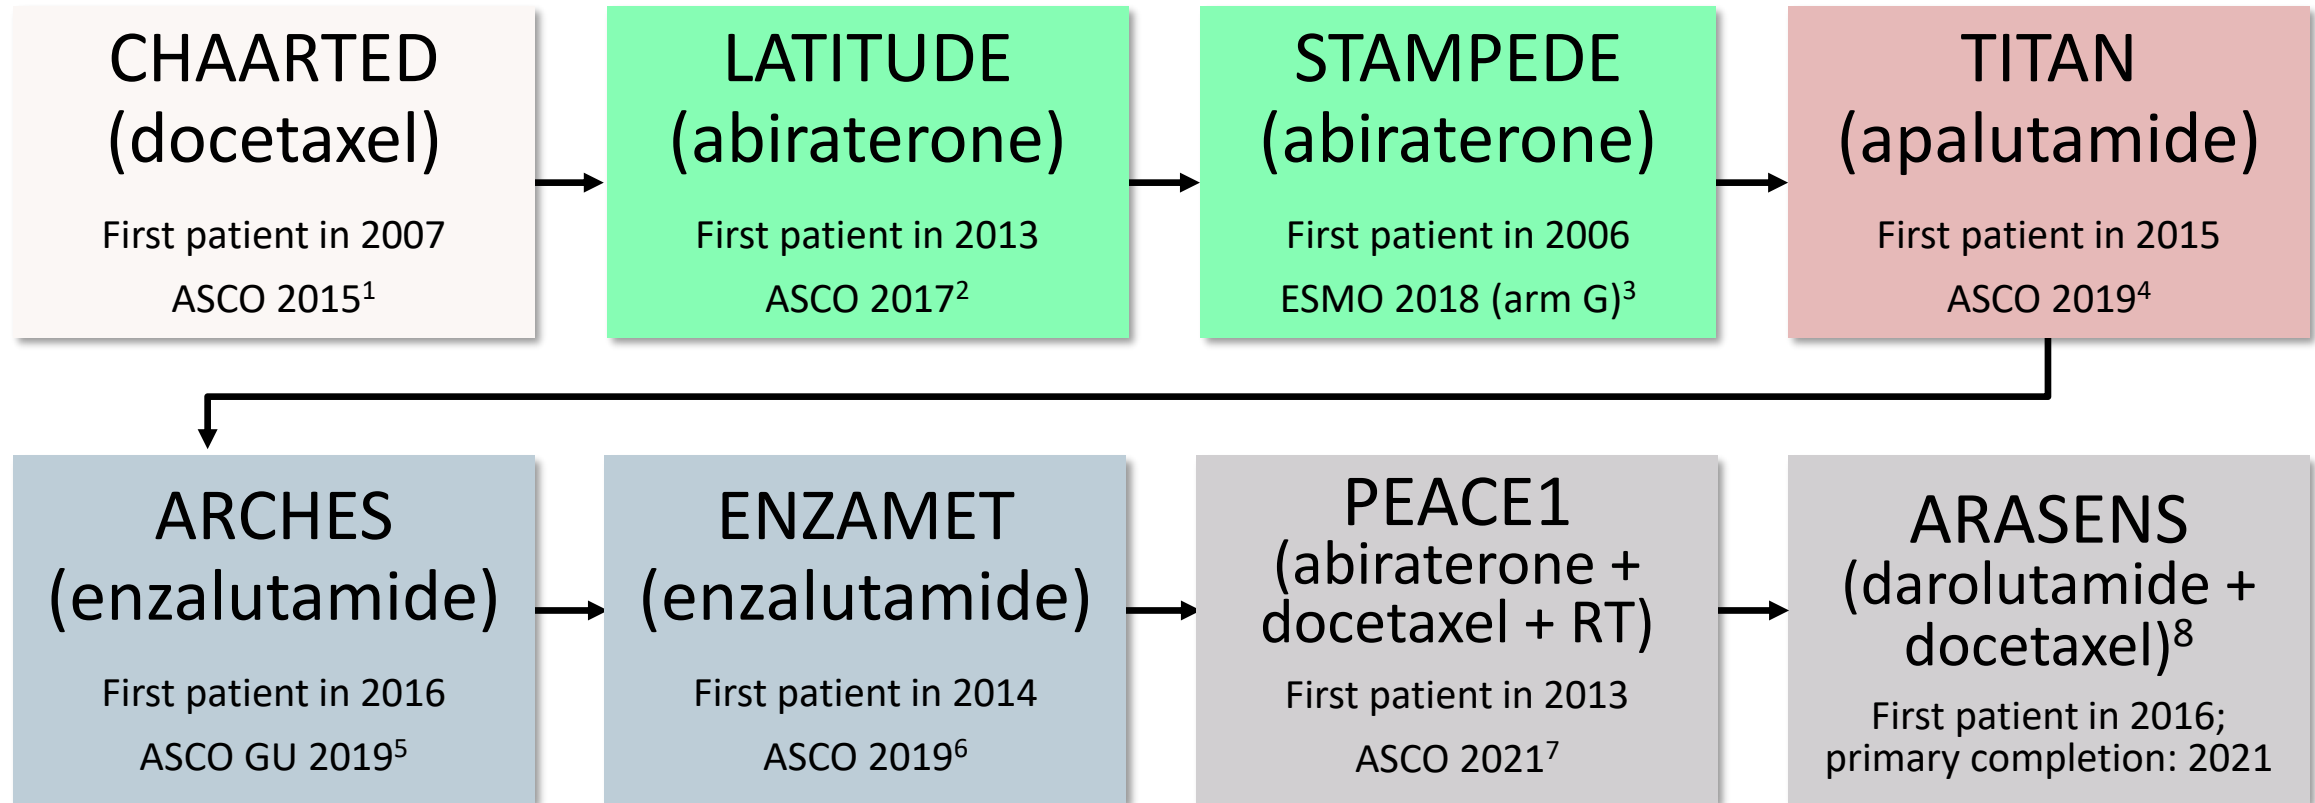 CHAARTED
(docetaxel)
First patient in 2007
ASCO 2015¹
LATITUDE
(abiraterone)
First patient in 2013
ASCO 2017²
STAMPEDE
(abiraterone)
First patient in 2006
ESMO 2018 (arm G)³
TITAN
(apalutamide)
First patient in 2015
ASCO 2019⁴
ARCHES
(enzalutamide)
First patient in 2016
ASCO GU 2019⁵
ENZAMET
(enzalutamide)
First patient in 2014
ASCO 2019⁶
PEACE1
(abiraterone +
docetaxel + RT)
First patient in 2013
ASCO 2021⁷
ARASENS
(darolutamide +
docetaxel)⁸
First patient in 2016;
primary completion: 2021